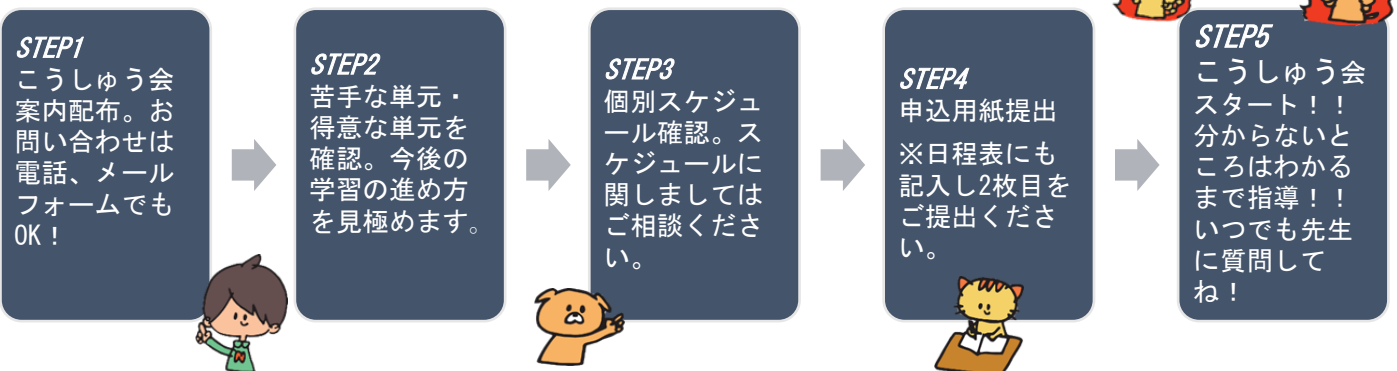 STEP1
こうしゅう会
案内配布。お
問い合わせは
電話、メール
フォームでも
OK！
STEP2
苦手な単元・
得意な単元を
確認。今後の
学習の進め方
を見極めます。
STEP3
個別スケジュ
ール確認。ス
ケジュールに
関しましては
ご相談くださ
い。
STEP4
申込用紙提出
※日程表にも
記入し2枚目を
ご提出くださ
い。
STEP5
こうしゅう会
スタート！！
分からないと
ころはわかる
まで指導！！
いつでも先生
に質問して
ね！